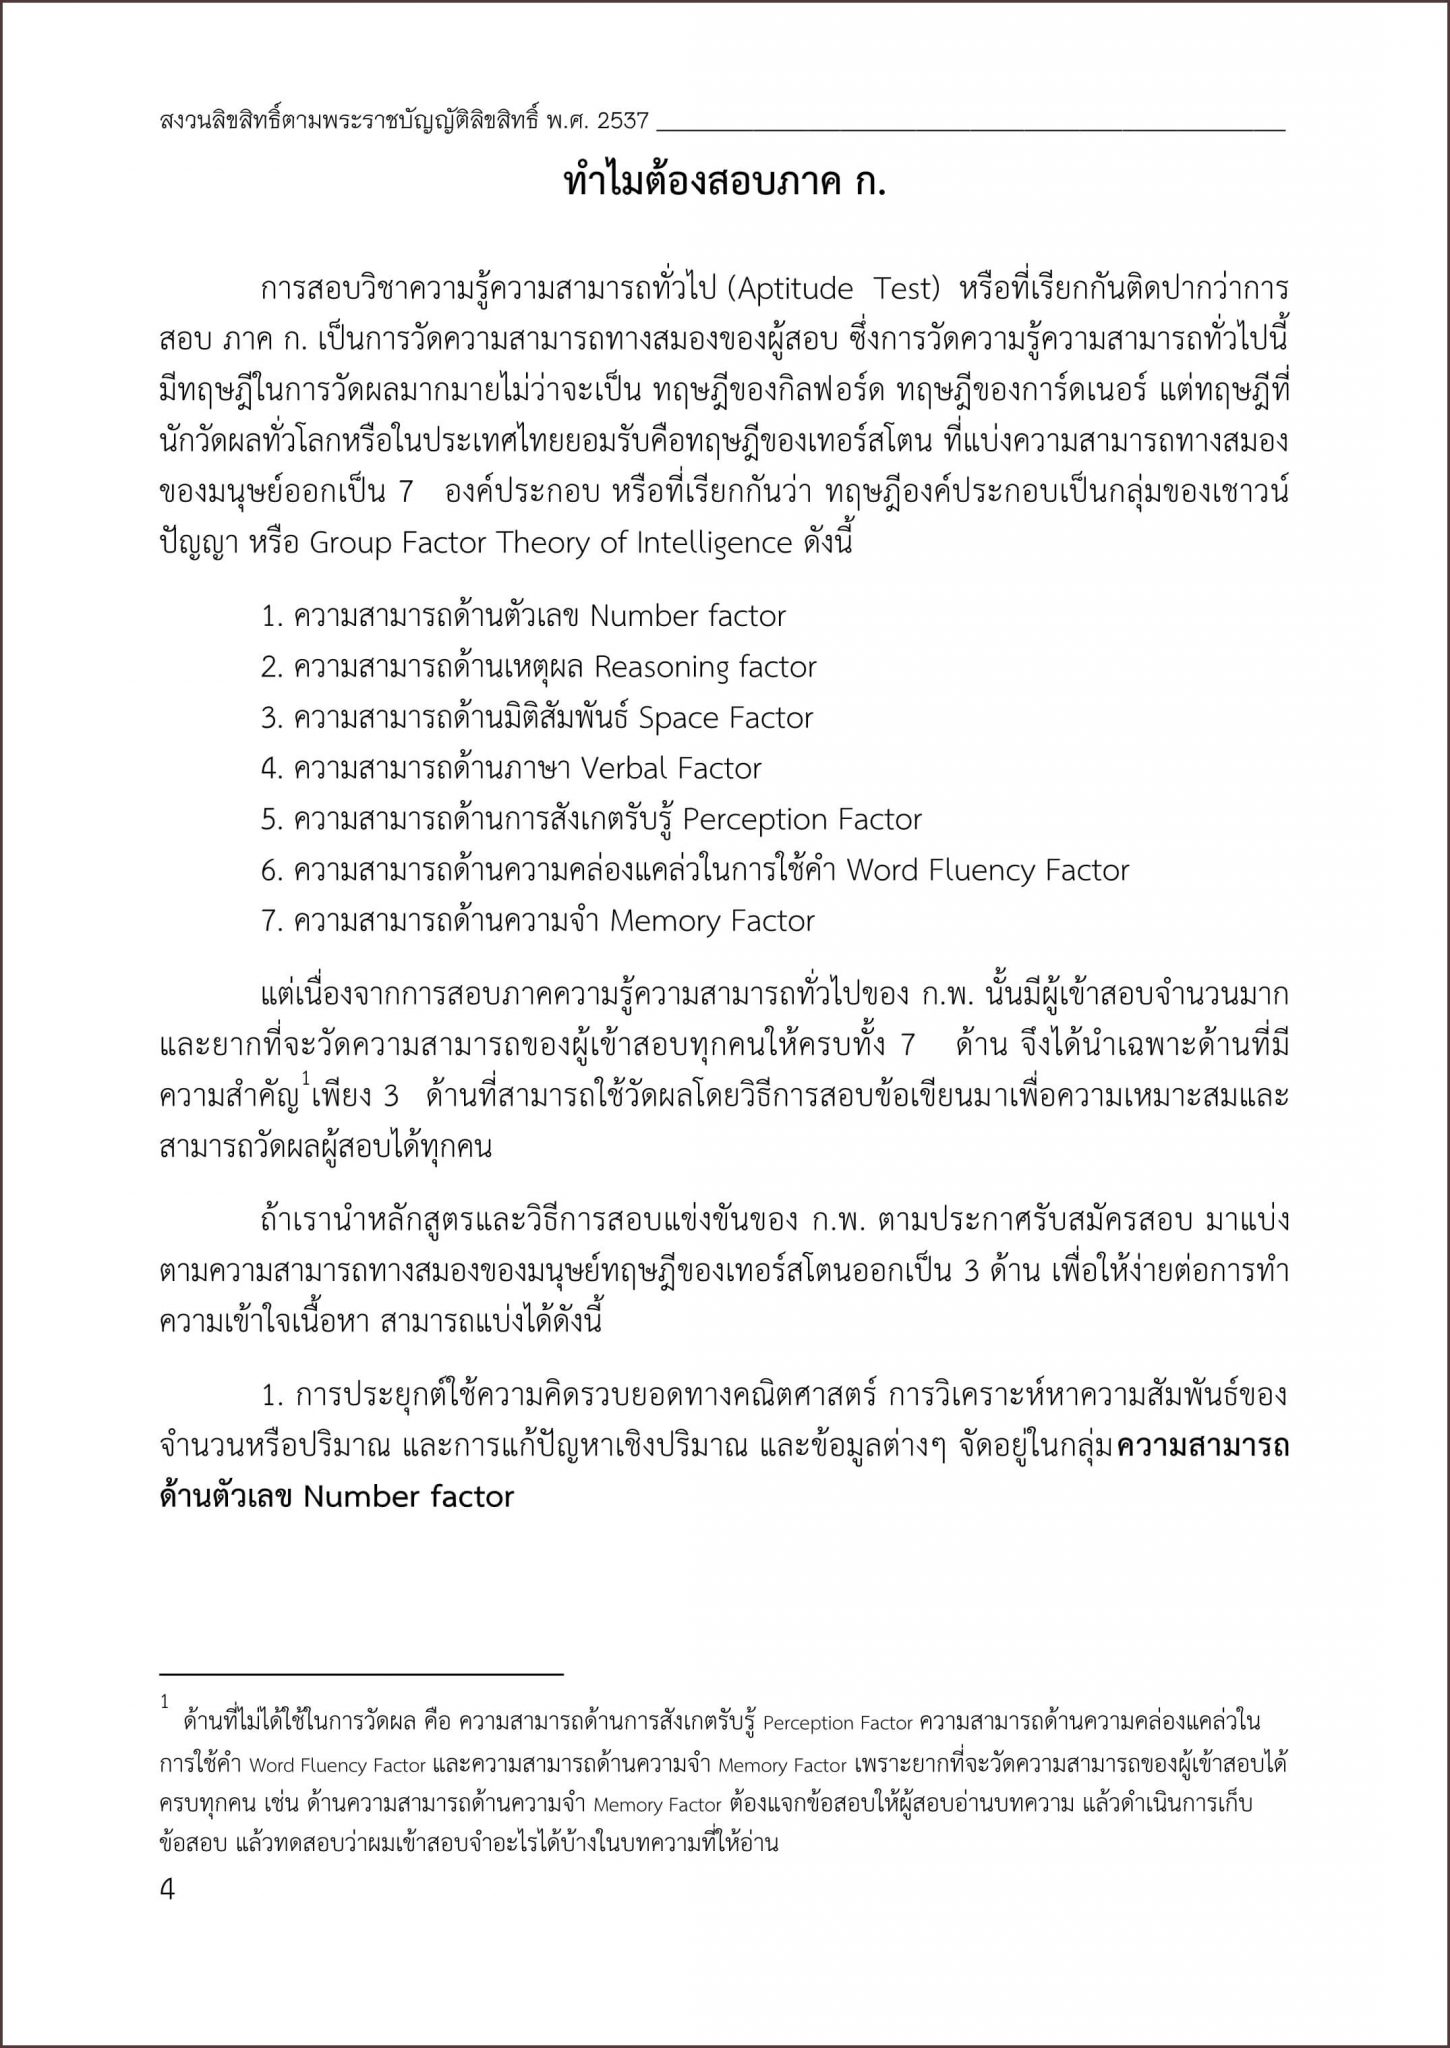 สงวนลิขสิทธิ์ตามพระราชบัญญัติลิขสิทธิ์ พ.ศ. 2537
ทำไมต้องสอบภาค ก.
การสอบวิชาความรู้ความสามารถทั่วไป (Aptitude Test) หรือที่เรียกกันติดปากว่าการ
สอบ ภาค ก. เป็นการวัดความสามารถทางสมองของผู้สอบ ซึ่งการวัดความรู้ความสามารถทั่วไปนี้
มีทฤษฎีในการวัดผลมากมายไม่ว่าจะเป็น ทฤษฎีของกิลฟอร์ด ทฤษฎีของการ์ดเนอร์ แต่ทฤษฎีที่
นักวัดผลทั่วโลกหรือในประเทศไทยยอมรับคือทฤษฎีของเทอร์สโตน ที่แบ่งความสามารถทางสมอง
ของมนุษย์ออกเป็น 7 องค์ประกอบ หรือที่เรียกกันว่า ทฤษฎีองค์ประกอบเป็นกลุ่มของเชาวน์
ปัญญา หรือ Group Factor Theory of Intelligence ดังนี้
1. ความสามารถด้านตัวเลข Number factor
2. ความสามารถด้านเหตุผล Reasoning factor
3. ความสามารถด้านมิติสัมพันธ์ Space Factor
4. ความสามารถด้านภาษา Verbal Factor
5. ความสามารถด้านการสังเกตรับรู้ Perception Factor
6. ความสามารถด้านความคล่องแคล่วในการใช้คำ Word Fluency Factor
7. ความสามารถด้านความจำ Memory Factor
แต่เนื่องจากการสอบภาคความรู้ความสามารถทั่วไปของ ก.พ. นั้นมีผู้เข้าสอบจำนวนมาก
และยากที่จะวัดความสามารถของผู้เข้าสอบทุกคนให้ครบทั้ง 7 ด้าน จึงได้นำเฉพาะด้านที่มี
ความสำคัญ1เพียง 3 ด้านที่สามารถใช้วัดผลโดยวิธีการสอบข้อเขียนมาเพื่อความเหมาะสมและ
สามารถวัดผลผู้สอบได้ทุกคน
ถ้าเรานำหลักสูตรและวิธีการสอบแข่งขันของ ก.พ. ตามประกาศรับสมัครสอบ มาแบ่ง
ตามความสามารถทางสมองของมนุษย์ทฤษฎีของเทอร์สโตนออกเป็น 3 ด้าน เพื่อให้ง่ายต่อการทำ
ความเข้าใจเนื้อหา สามารถแบ่งได้ดังนี้
1. การประยุกต์ใช้ความคิดรวบยอดทางคณิตศาสตร์ การวิเคราะห์หาความสัมพันธ์ของ
จำนวนหรือปริมาณ และการแก้ปัญหาเชิงปริมาณ และข้อมูลต่างๆ จัดอยู่ในกลุ่มความสามารถ
ด้านตัวเลข Number factor
1 ด้านที่ไม่ได้ใช้ในการวัดผล คือ ความสามารถด้านการสังเกตรับรู้ Perception Factor ความสามารถด้านความคล่องแคล่วใน
การใช้คำ Word Fluency Factor และความสามารถด้านความจำ Memory Factor เพราะยากที่จะวัดความสามารถของผู้เข้าสอบได้
ครบทุกคน เช่น ด้านความสามารถด้านความจำ Memory Factor ต้องแจกข้อสอบให้ผู้สอบอ่านบทความ แล้วดำเนินการเก็บ
ข้อสอบ แล้วทดสอบว่าผมเข้าสอบจำอะไรได้บ้างในบทความที่ให้อ่าน
4